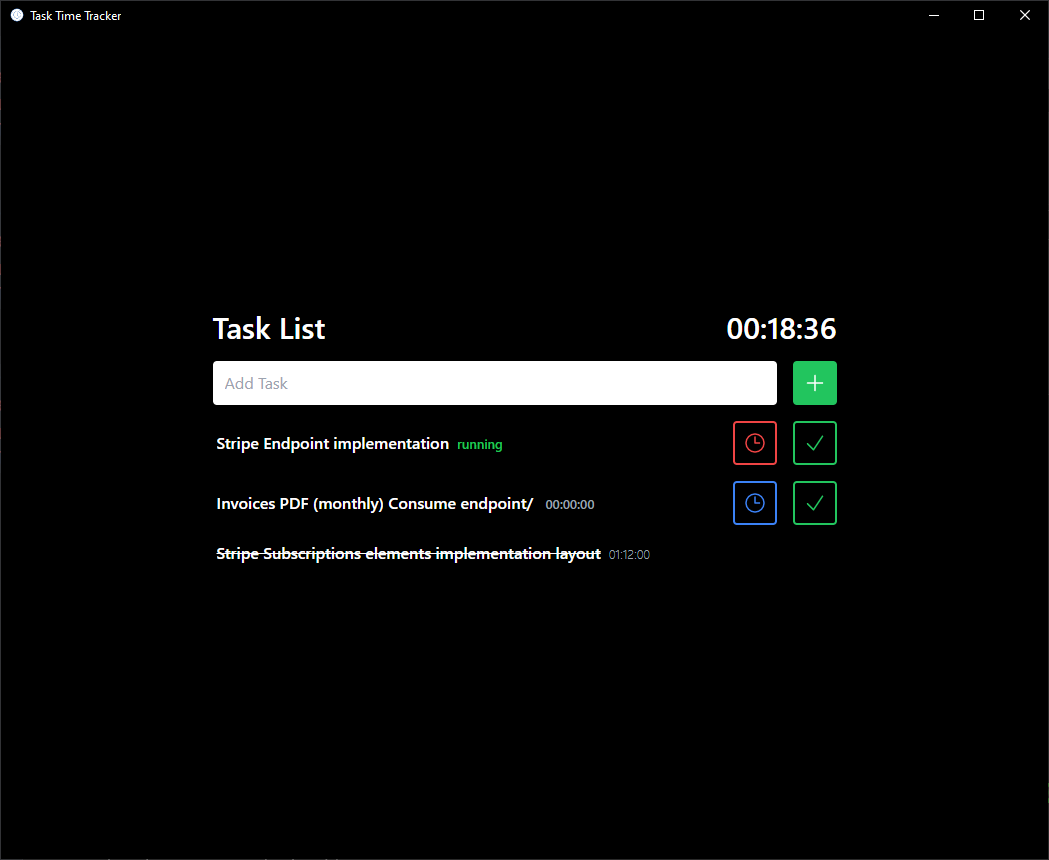 Task Time Tracker
Task List 00:18:36
Add Task
Stripe Endpoint implementation running
Invoices PDF (monthly) Consume endpoint/ 00:00:00
Stripe Subscriptions elements implementation layout 01:12:00